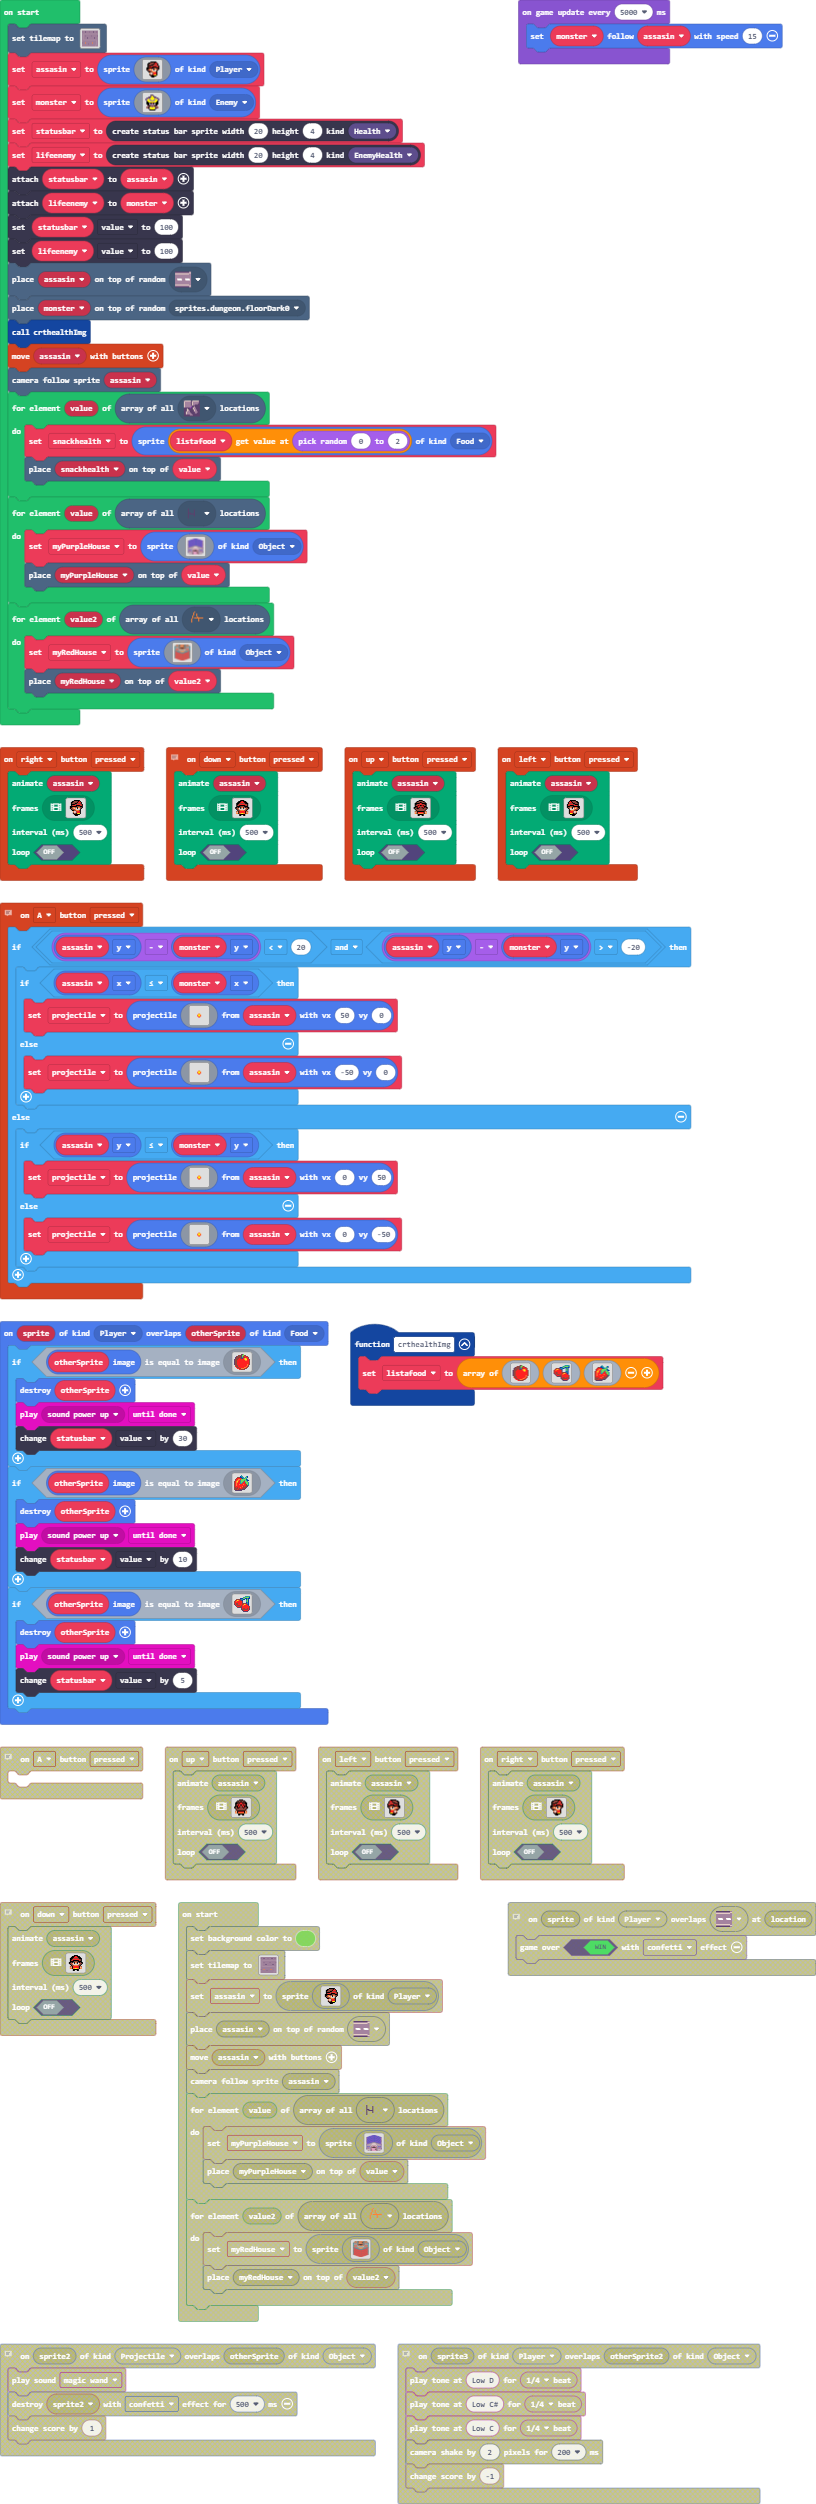 on start
set tilemap to
set assasin to sprite of kind Player
set monster to sprite of kind Enemy
set statusbar to create status bar sprite width 20 height 4 kind Health
set lifeenemy to create status bar sprite width 20 height 4 kind EnemyHealth
attach statusbar to assasin
attach lifeenemy to monster
set statusbar value to 100
set lifeenemy value to 100
place assasin on top of random
place monster on top of random sprites.dungeon.floorDark0
call crthealthImg
move assasin with buttons
camera follow sprite assasin
for element value of array of all locations
do
set snackhealth to sprite listafood get value at pick random 0 to 2 of kind Food
place snackhealth on top of value
for element value of array of all locations
do
set myPurpleHouse to sprite of kind Object
place myPurpleHouse on top of value
for element value2 of array of all locations
do
set myRedHouse to sprite of kind Object
place myRedHouse on top of value2
on game update every 5000 ms
set monster follow assasin with speed 15
on right button pressed
animate assasin
frames
interval (ms) 500
loop OFF
on down button pressed
animate assasin
frames
interval (ms) 500
loop OFF
on up button pressed
animate assasin
frames
interval (ms) 500
loop OFF
on left button pressed
animate assasin
frames
interval (ms) 500
loop OFF
on A button pressed
if assasin y - monster y < 20 and assasin y - monster y > -20 then
if assasin x ≤ monster x then
set projectile to projectile from assasin with vx 50 vy 0
else
set projectile to projectile from assasin with vx -50 vy 0
else
if assasin y ≤ monster y then
set projectile to projectile from assasin with vx 0 vy 50
else
set projectile to projectile from assasin with vx 0 vy -50
on sprite of kind Player overlaps otherSprite of kind Food
if otherSprite image is equal to image then
destroy otherSprite
play sound power up until done
change statusbar value by 30
if otherSprite image is equal to image then
destroy otherSprite
play sound power up until done
change statusbar value by 10
if otherSprite image is equal to image then
destroy otherSprite
play sound power up until done
change statusbar value by 5
function crthealthImg
set listafood to array of
on A button pressed
on up button pressed
animate assasin
frames
interval (ms) 500
loop OFF
on left button pressed
animate assasin
frames
interval (ms) 500
loop OFF
on right button pressed
animate assasin
frames
interval (ms) 500
loop OFF
on down button pressed
animate assasin
frames
interval (ms) 500
loop OFF
on start
set background color to
set tilemap to
set assasin to sprite of kind Player
place assasin on top of random
move assasin with buttons
camera follow sprite assasin
for element value of array of all locations
do
set myPurpleHouse to sprite of kind Object
place myPurpleHouse on top of value
for element value2 of array of all locations
do
set myRedHouse to sprite of kind Object
place myRedHouse on top of value2
on sprite of kind Player overlaps at location
game over WIN with confetti effect
on sprite2 of kind Projectile overlaps otherSprite of kind Object
play sound magic wand
destroy sprite2 with confetti effect for 500 ms
change score by 1
on sprite3 of kind Player overlaps otherSprite2 of kind Object
play tone at Low D for 1/4 beat
play tone at Low C# for 1/4 beat
play tone at Low C for 1/4 beat
camera shake by 2 pixels for 200 ms
change score by -1